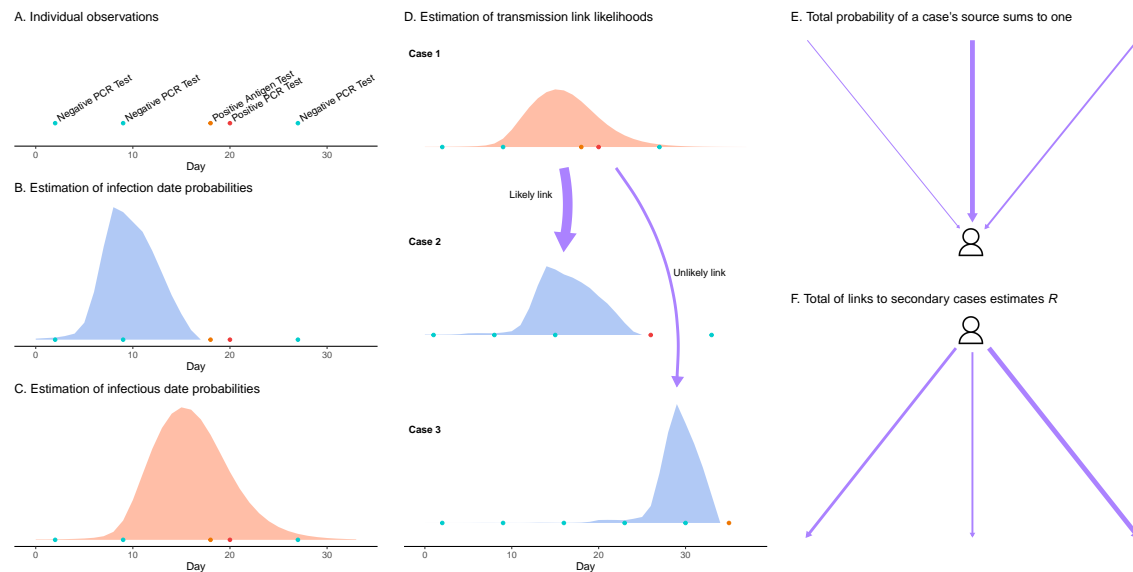 A. Individual observations
Negative PCR Test
Negative PCR Test
Positive Antigen Test
Positive PCR Test
Negative PCR Test
0 10 20 30
Day
B. Estimation of infection date probabilities
0 10 20 30
Day
C. Estimation of infectious date probabilities
0 10 20 30
Day
D. Estimation of transmission link likelihoods
Case 1
Likely link
Case 2
Unlikely link
Case 3
0 10 20 30
Day
E. Total probability of a case's source sums to one
F. Total of links to secondary cases estimates R